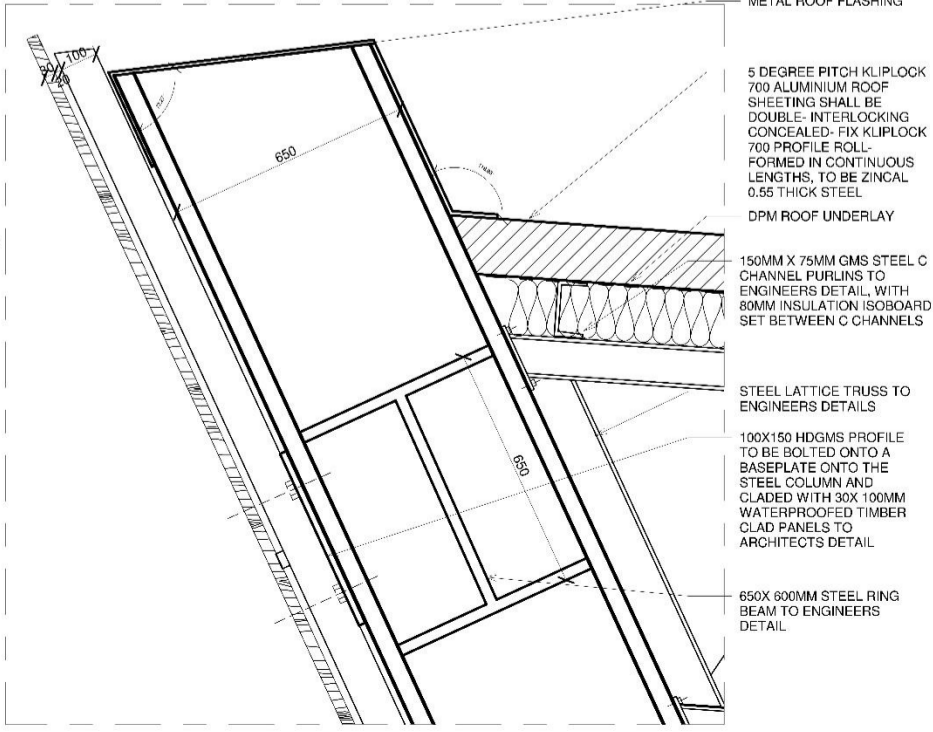 METAL ROOF FLASHING
5 DEGREE PITCH KLIPLOCK
700 ALUMINIUM ROOF
SHEETING SHALL BE
DOUBLE- INTERLOCKING
CONCEALED- FIX KLIPLOCK
700 PROFILE ROLL-
FORMED IN CONTINUOUS
LENGTHS, TO BE ZINCAL
0.55 THICK STEEL
DPM ROOF UNDERLAY
150MM X 75MM GMS STEEL C
CHANNEL PURLINS TO
ENGINEERS DETAIL, WITH
80MM INSULATION ISOBOARD
SET BETWEEN C CHANNELS
STEEL LATTICE TRUSS TO
ENGINEERS DETAILS
100X150 HDGMS PROFILE
TO BE BOLTED ONTO A
BASEPLATE ONTO THE
STEEL COLUMN AND
CLADED WITH 30X 100MM
WATERPROOFED TIMBER
CLAD PANELS TO
ARCHITECTS DETAIL
650X 600MM STEEL RING
BEAM TO ENGINEERS
DETAIL
100
650
650